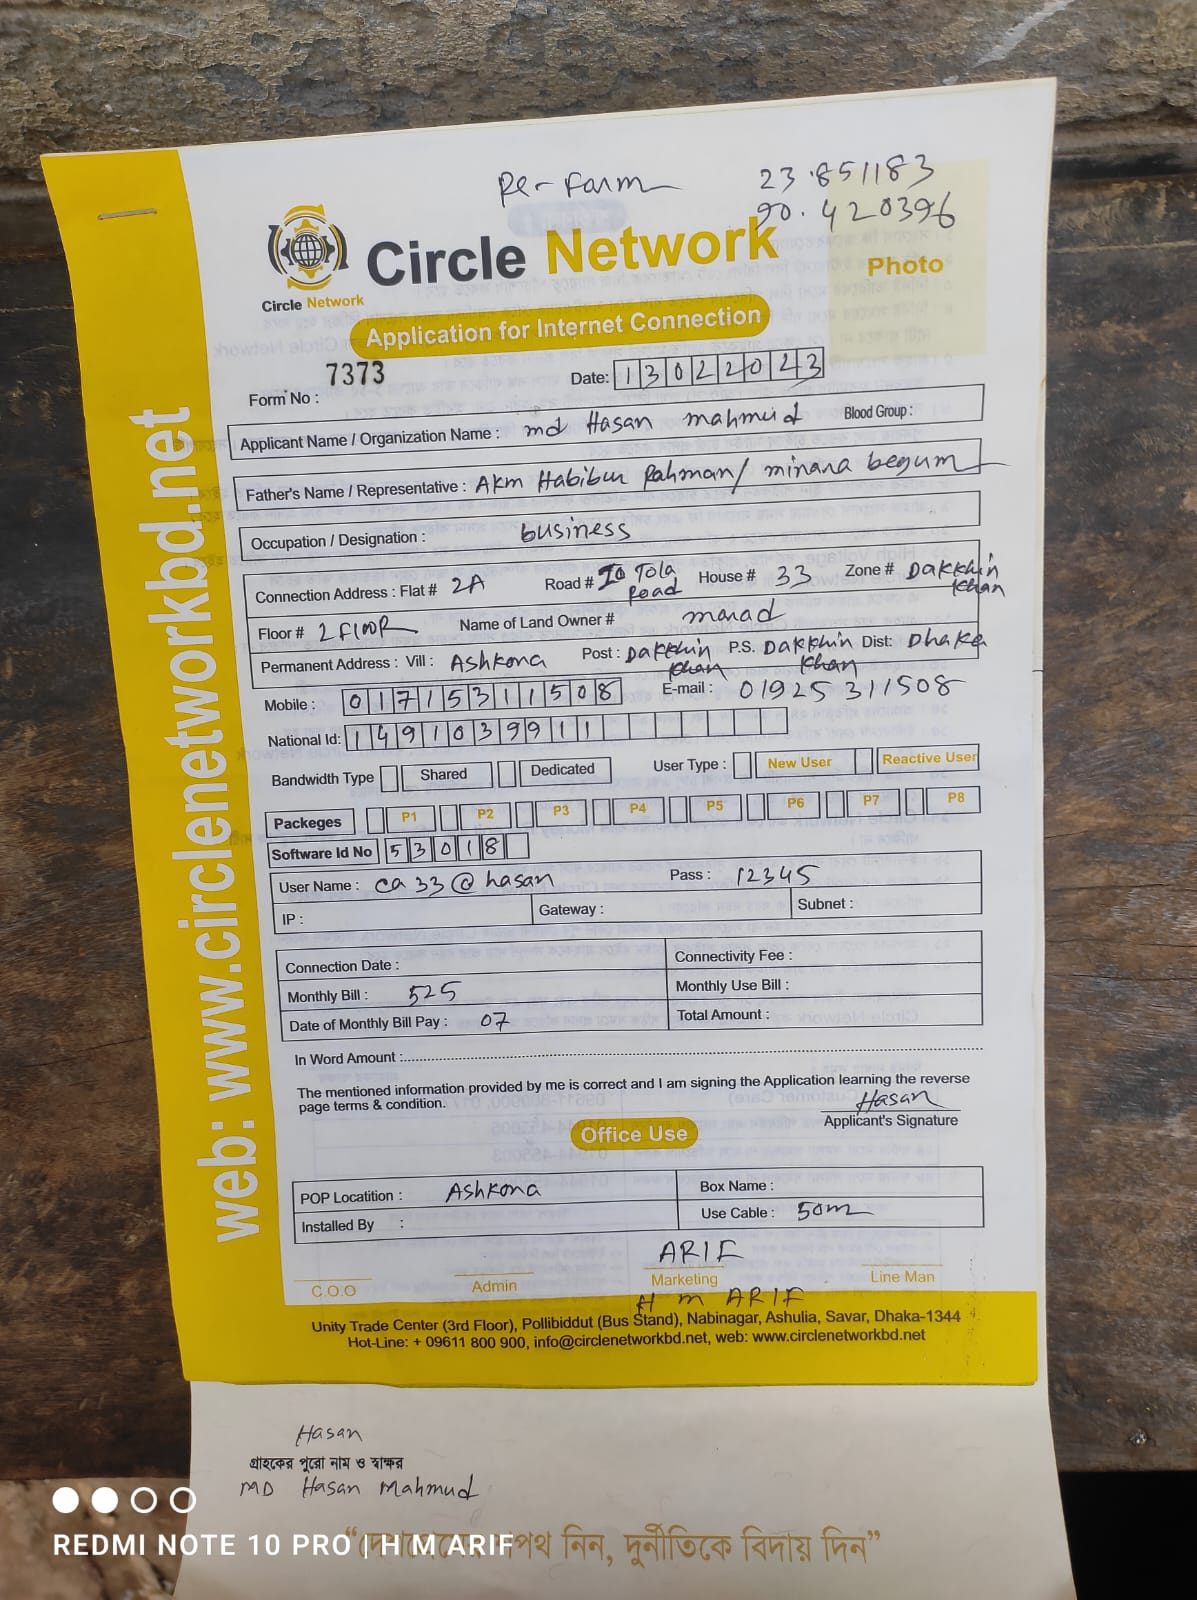 Re-Farm
23.851183
90.420396
Circle Network
Circle Network
Photo
Application for Internet Connection
7373
Form No :
Date: 13022023
Applicant Name / Organization Name : md Hasan mahmud Blood Group :
Father's Name / Representative : Akm Habibur Rahman/ minara begum
Occupation / Designation : business
Connection Address : Flat # 2A Road # Tola Road House # 33 Zone # Dakkhin Khan
Floor # 2 Floor Name of Land Owner # morad
Permanent Address : Vill : Ashkona Post : Dakkhin Khan P.S. Dakkhin Khan Dist: Dhaka
Mobile : 01715311508 E-mail : 01925311508
National Id: 1491039911
Bandwidth Type Shared Dedicated User Type : New User Reactive User
Packeges P1 P2 P3 P4 P5 P6 P7 P8
Software Id No 53018
User Name : ca33@hasan Pass : 12345
IP : Gateway : Subnet :
Connection Date : Connectivity Fee :
Monthly Bill : 525 Monthly Use Bill :
Date of Monthly Bill Pay : 07 Total Amount :
In Word Amount :
The mentioned information provided by me is correct and I am signing the Application learning the reverse
page terms & condition.
Hasan
Applicant's Signature
Office Use
POP Locatition : Ashkona Box Name :
Installed By : Use Cable : 50m
ARIF
C.O.O Admin Marketing Line Man
H m ARIF
Unity Trade Center (3rd Floor), Pollibiddut (Bus Stand), Nabinagar, Ashulia, Savar, Dhaka-1344
Hot-Line: + 09611 800 900, info@circlenetworkbd.net, web: www.circlenetworkbd.net
web: www.circlenetworkbd.net
Hasan
গ্রাহকের পুরো নাম ও স্বাক্ষর
MD Hasan Mahmud
নিন, দুর্নীতিকে বিদায় দিন”
REDMI NOTE 10 PRO | H M ARIF